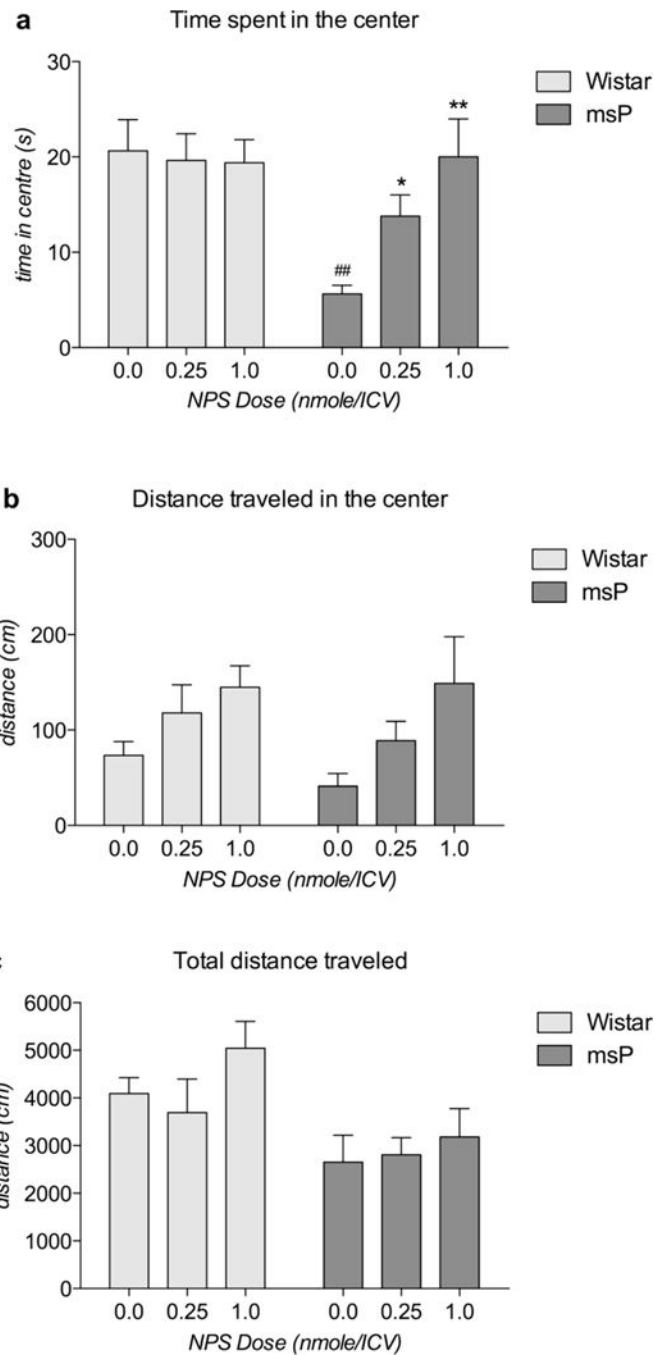 a
Time spent in the center
30
20
10
0
time in centre (s)
##
*
**
Wistar
msP
0.0 0.25 1.0 0.0 0.25 1.0
NPS Dose (nmole/ICV)
b
Distance traveled in the center
300
200
100
0
distance (cm)
Wistar
msP
0.0 0.25 1.0 0.0 0.25 1.0
NPS Dose (nmole/ICV)
c
Total distance traveled
6000
5000
4000
3000
2000
1000
0
distance (cm)
Wistar
msP
0.0 0.25 1.0 0.0 0.25 1.0
NPS Dose (nmole/ICV)